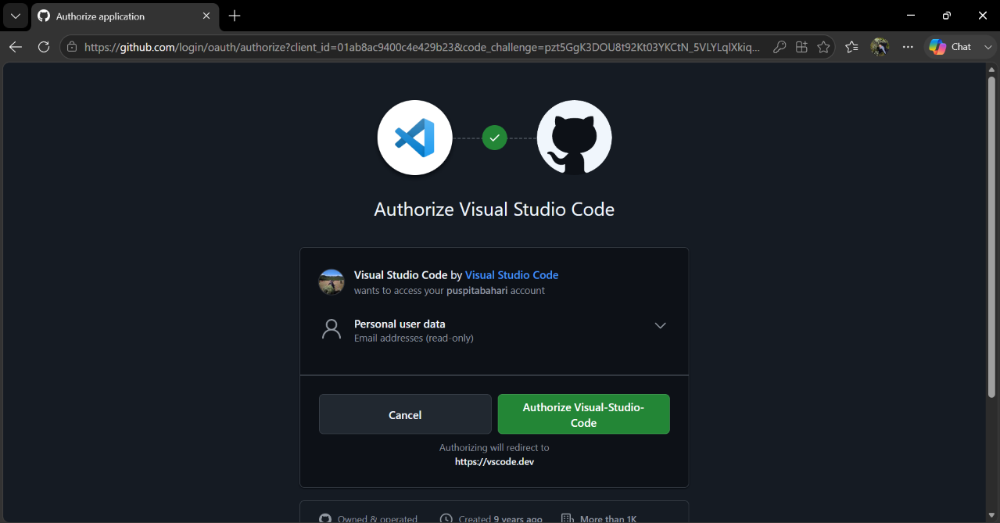 Authorize application
https://github.com/login/oauth/authorize?client_id=01ab8ac9400c4e429b23&code_challenge=pzt5GgK3DOU8t92Kt03YKCtN_5VLYLqlXkiq...
Chat
Authorize Visual Studio Code
Visual Studio Code by Visual Studio Code
wants to access your puspitabahari account
Personal user data
Email addresses (read-only)
Cancel
Authorize Visual-Studio-
Code
Authorizing will redirect to
https://vscode.dev
Owned & operated
Created 9 years ago
More than 1K